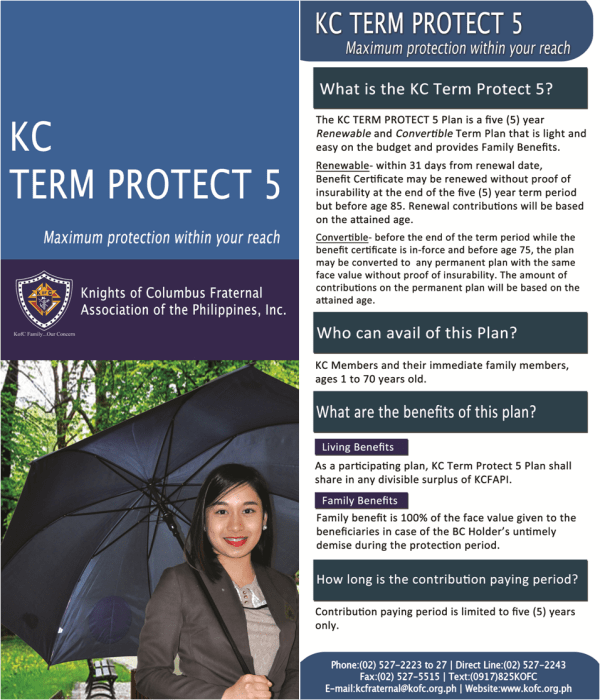 KC
TERM PROTECT 5
Maximum protection within your reach
Knights of Columbus Fraternal
Association of the Philippines, Inc.
KofC Family...Our Concern
KC TERM PROTECT 5
Maximum protection within your reach
What is the KC Term Protect 5?
The KC TERM PROTECT 5 Plan is a five (5) year
Renewable and Convertible Term Plan that is light and
easy on the budget and provides Family Benefits.
Renewable- within 31 days from renewal date,
Benefit Certificate may be renewed without proof of
insurability at the end of the five (5) year term period
but before age 85. Renewal contributions will be based
on the attained age.
Convertible- before the end of the term period while the
benefit certificate is in-force and before age 75, the plan
may be converted to any permanent plan with the same
face value without proof of insurability. The amount of
contributions on the permanent plan will be based on the
attained age.
Who can avail of this Plan?
KC Members and their immediate family members,
ages 1 to 70 years old.
What are the benefits of this plan?
Living Benefits
As a participating plan, KC Term Protect 5 Plan shall
share in any divisible surplus of KCFAPI.
Family Benefits
Family benefit is 100% of the face value given to the
beneficiaries in case of the BC Holder's untimely
demise during the protection period.
How long is the contribution paying period?
Contribution paying period is limited to five (5) years
only.
Phone:(02) 527-2223 to 27 | Direct Line:(02) 527-2243
Fax:(02) 527-5515 | Text:(0917)825KOFC
E-mail:kcfraternal@kofc.org.ph | Website:www.kofc.org.ph